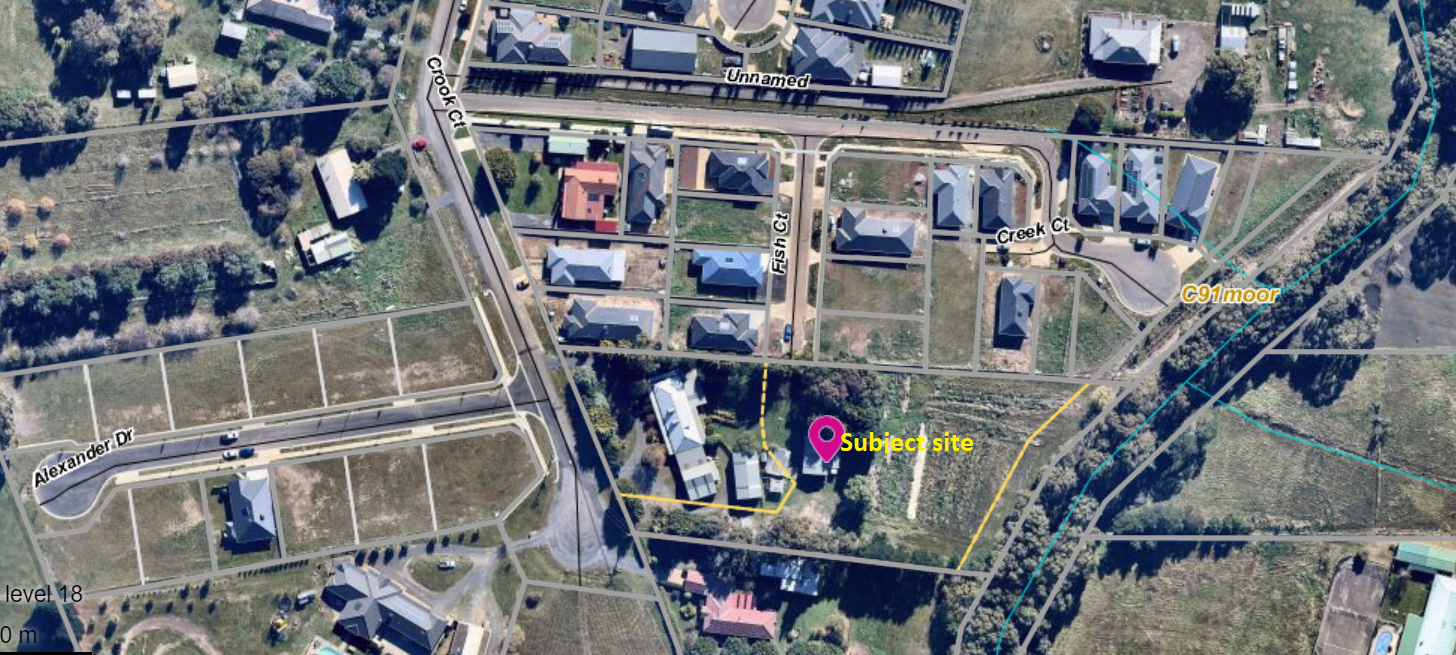 Crook Ct
Unnamed
Fish Ct
Creek Ct
C91moor
Alexander Dr
Subject site
level 18
0 m